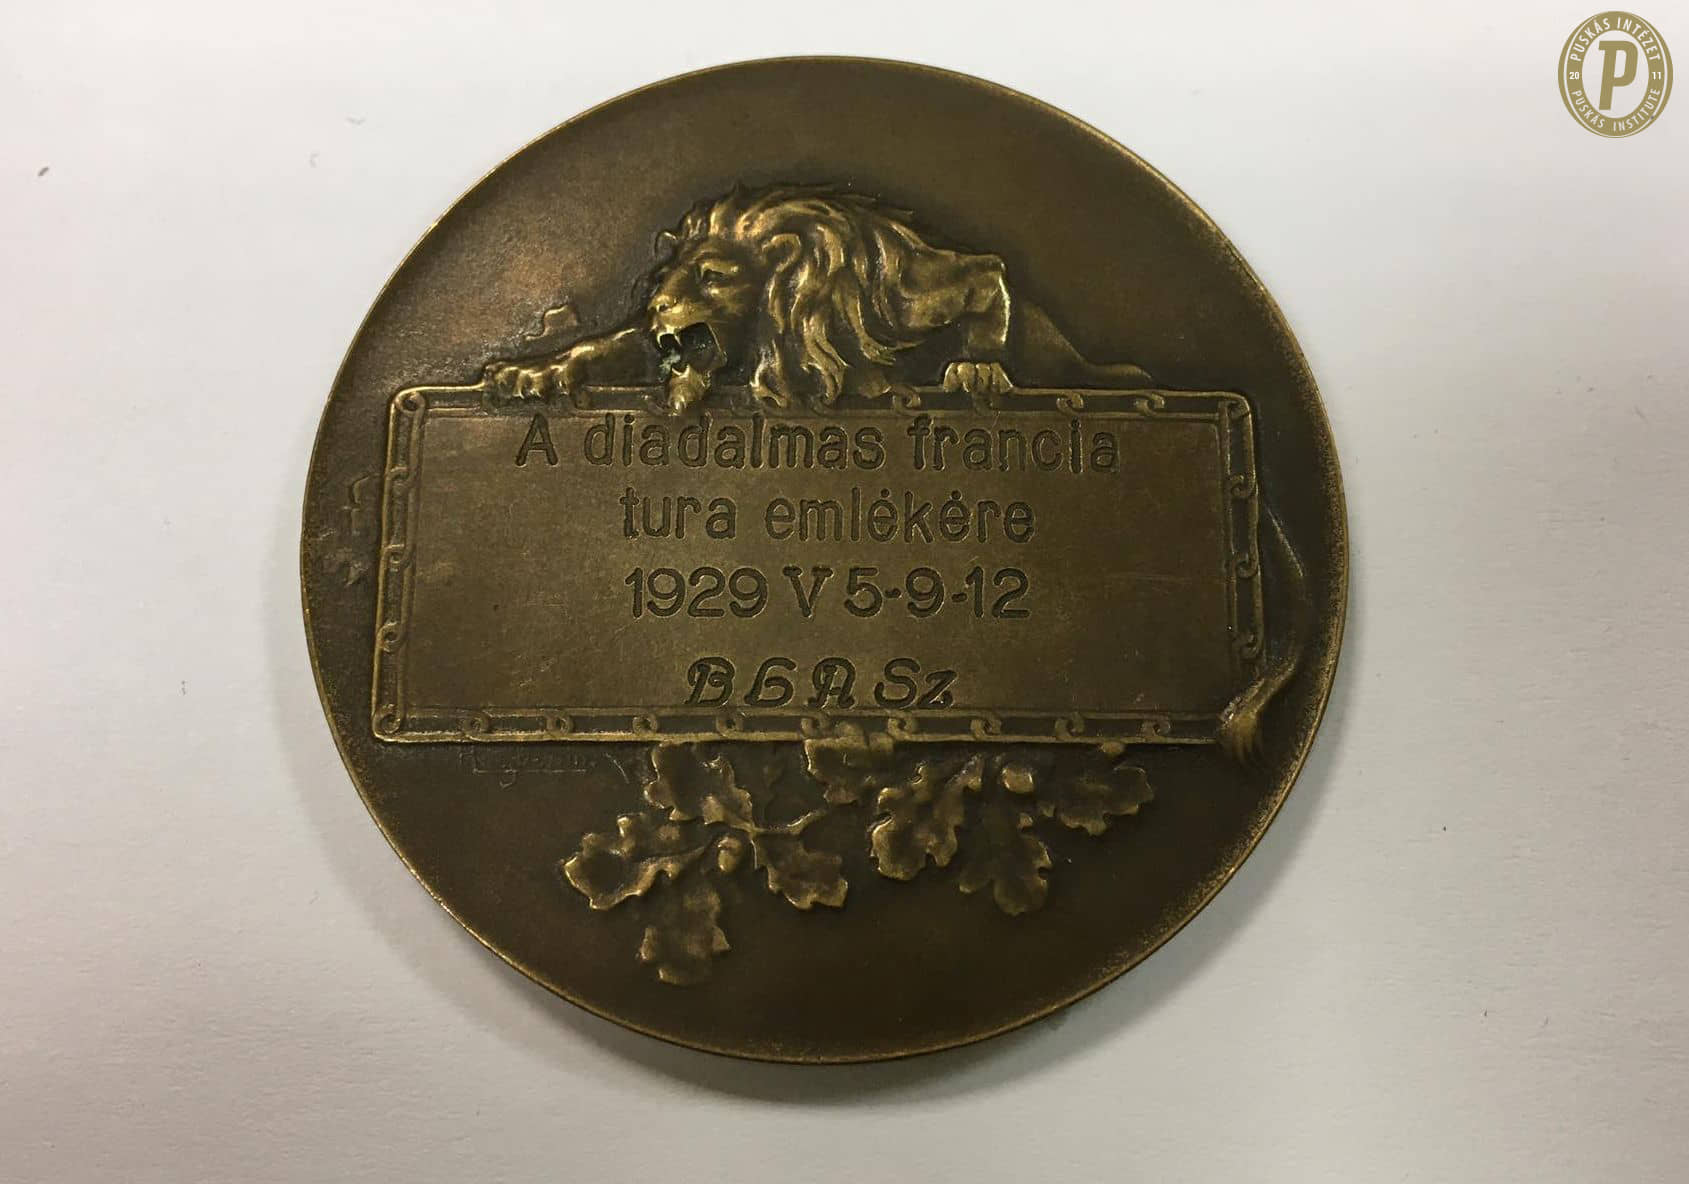 PUSKÁS INTÉZET
20 P 11
PUSKÁS INSTITUTE
A diadalmas francia
tura emlékére
1929 V 5-9-12
BLASz